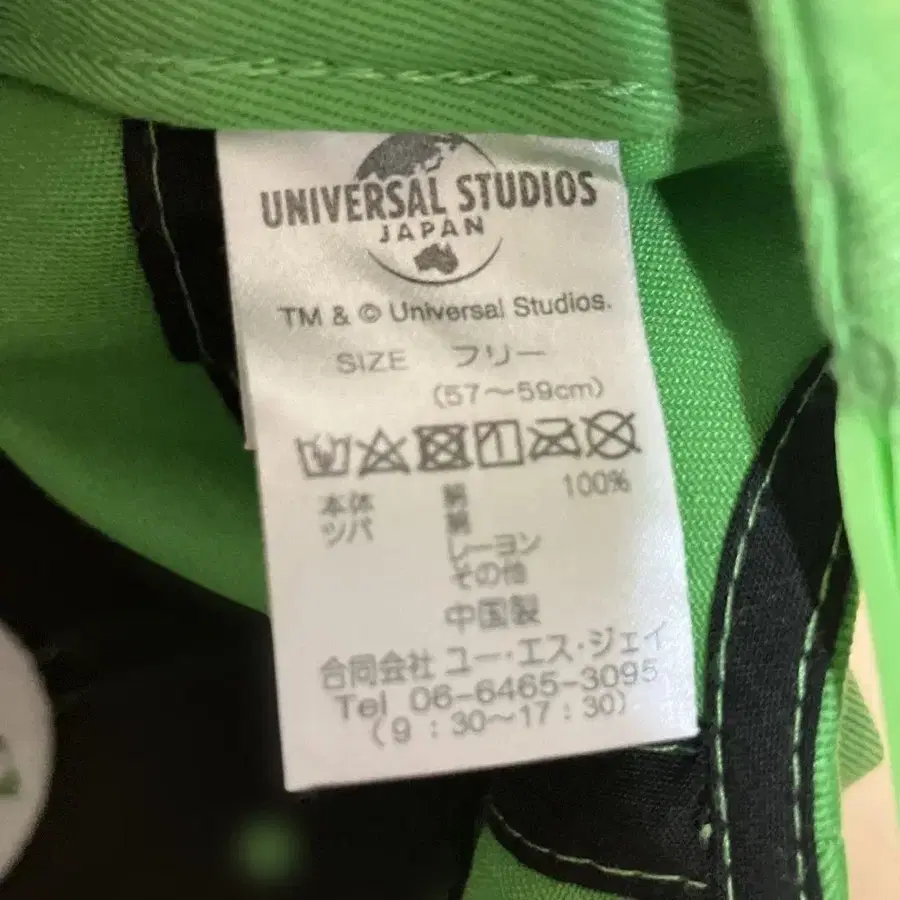 UNIVERSAL STUDIOS
JAPAN
TM & © Universal Studios.
SIZE フリー
(57〜59cm)
本体 綿 100%
ツバ 綿
レーヨン
その他
中国製
合同会社 ユー・エス・ジェイ
Tel 06-6465-3095
(9:30〜17:30)